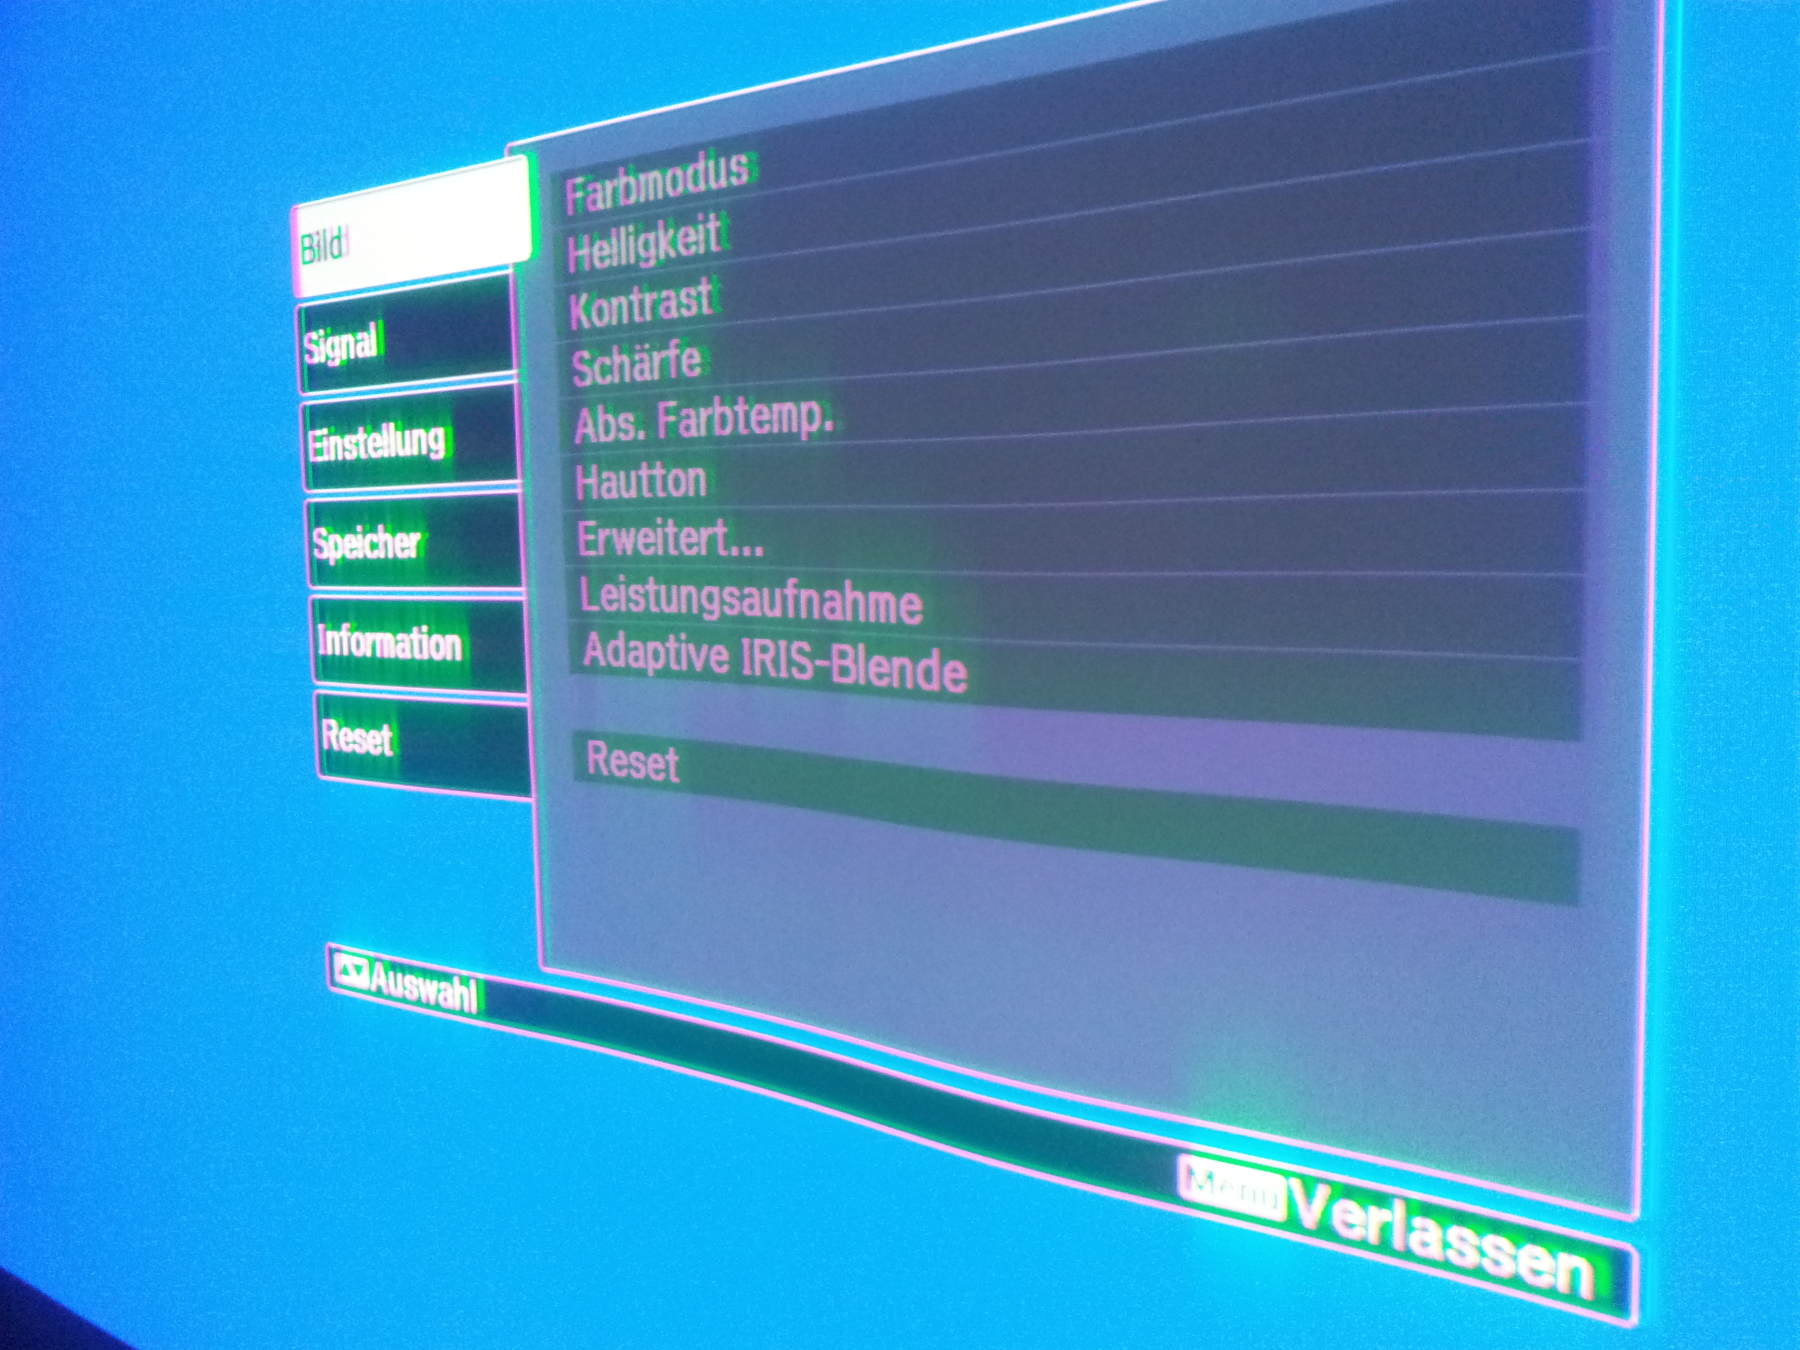 Bild
Signal
Einstellung
Speicher
Information
Reset
Farbmodus
Helligkeit
Kontrast
Schärfe
Abs. Farbtemp.
Hautton
Erweitert...
Leistungsaufnahme
Adaptive IRIS-Blende
Reset
Auswahl
Menu Verlassen